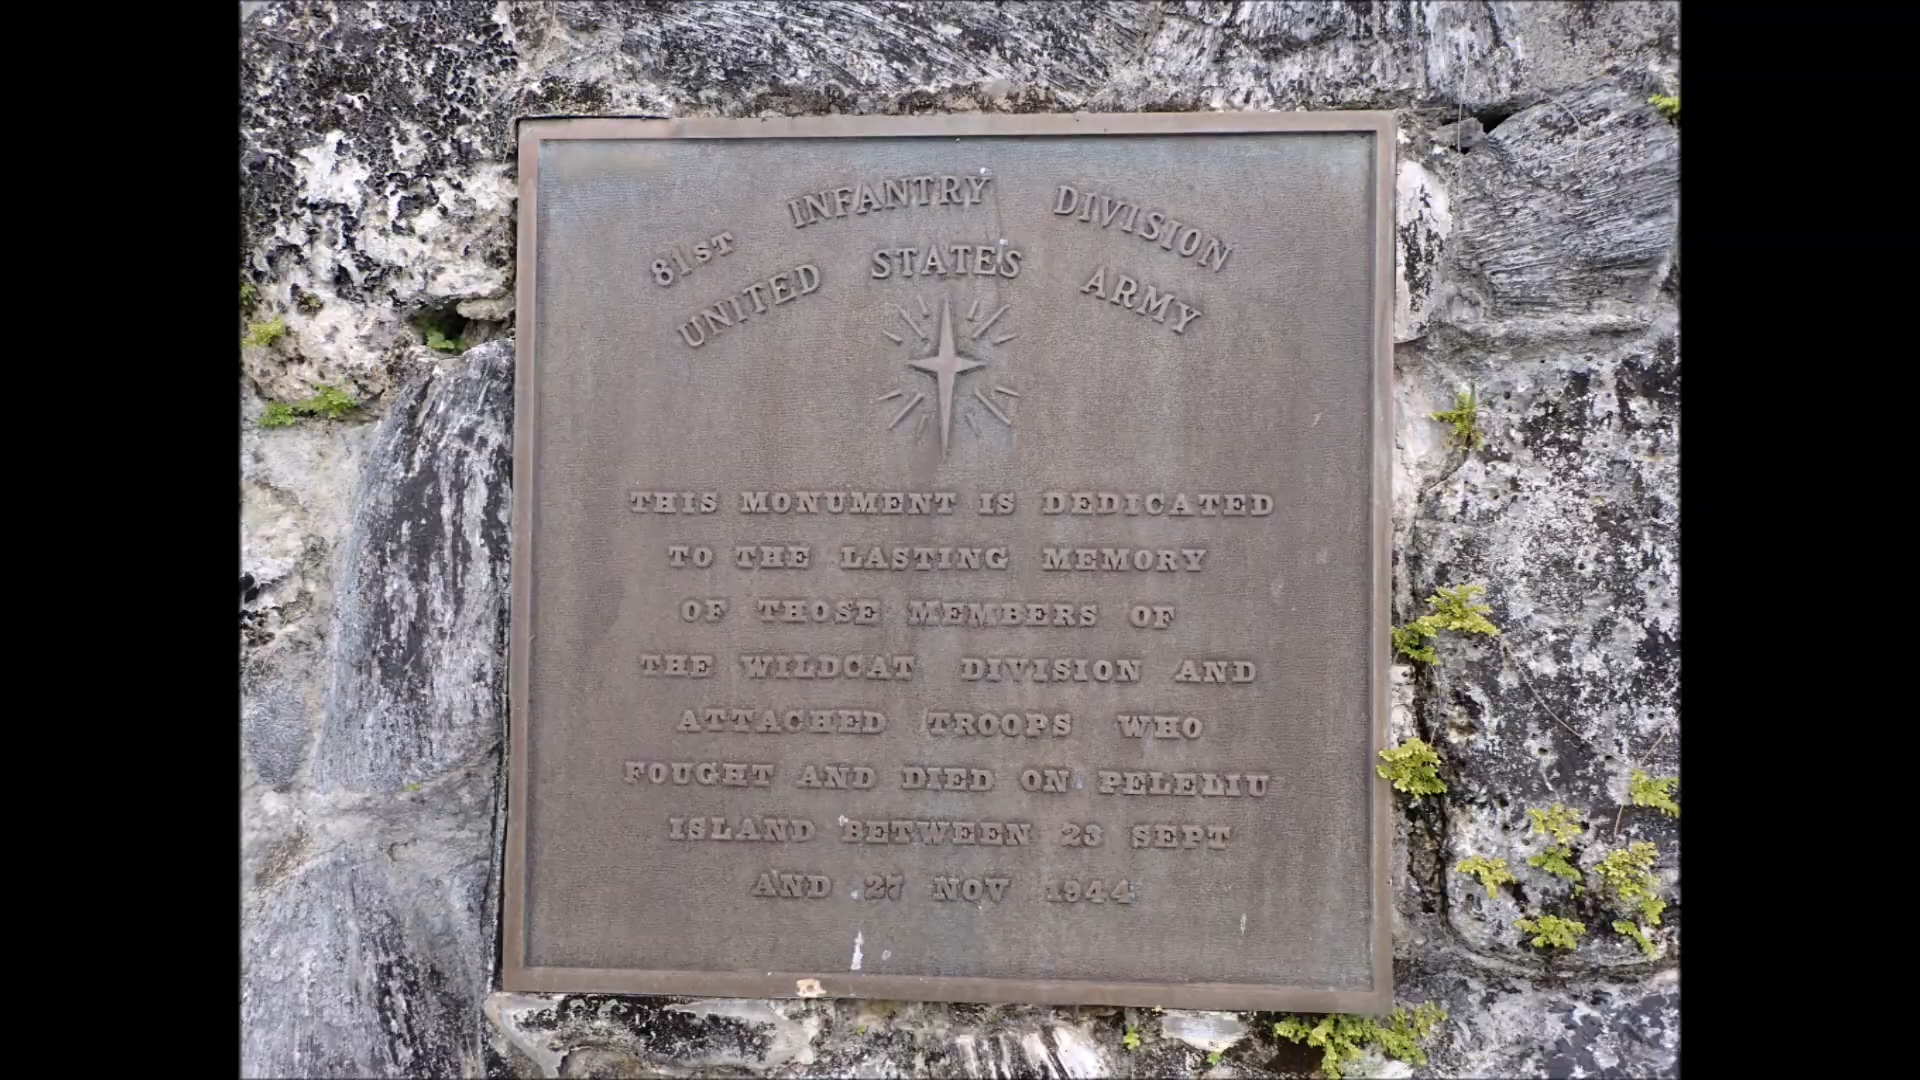 81ST INFANTRY DIVISION
UNITED STATES ARMY
THIS MONUMENT IS DEDICATED
TO THE LASTING MEMORY
OF THOSE MEMBERS OF
THE WILDCAT DIVISION AND
ATTACHED TROOPS WHO
FOUGHT AND DIED ON PELELIU
ISLAND BETWEEN 23 SEPT
AND 27 NOV 1944